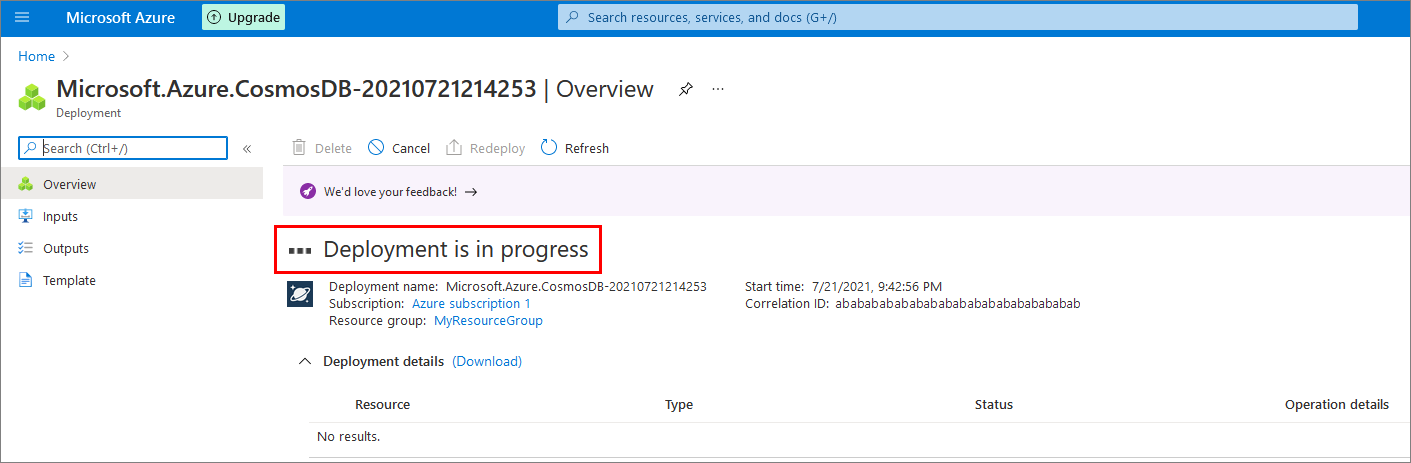 Microsoft Azure Upgrade Search resources, services, and docs (G+/)
Home
Microsoft.Azure.CosmosDB-20210721214253 | Overview ...
Deployment
Search (Ctrl+/) «
Delete Cancel Redeploy Refresh
Overview
We'd love your feedback! →
Inputs
Outputs
Template
Deployment is in progress
Deployment name: Microsoft.Azure.CosmosDB-20210721214253 Start time: 7/21/2021, 9:42:56 PM
Subscription: Azure subscription 1 Correlation ID: abababababababababababababababababab
Resource group: MyResourceGroup
Deployment details (Download)
Resource Type Status Operation details
No results.